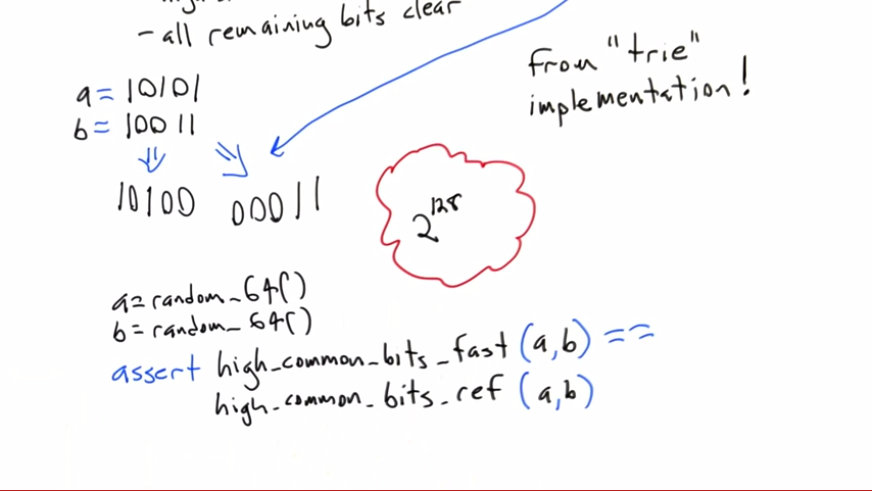 - all remaining bits clear
from "trie"
implementation!
a = 10101
b = 10011
10100 00011
2^128
a = random_64()
b = random_64()
assert high_common_bits_fast (a,b) ==
high_common_bits_ref (a,b)